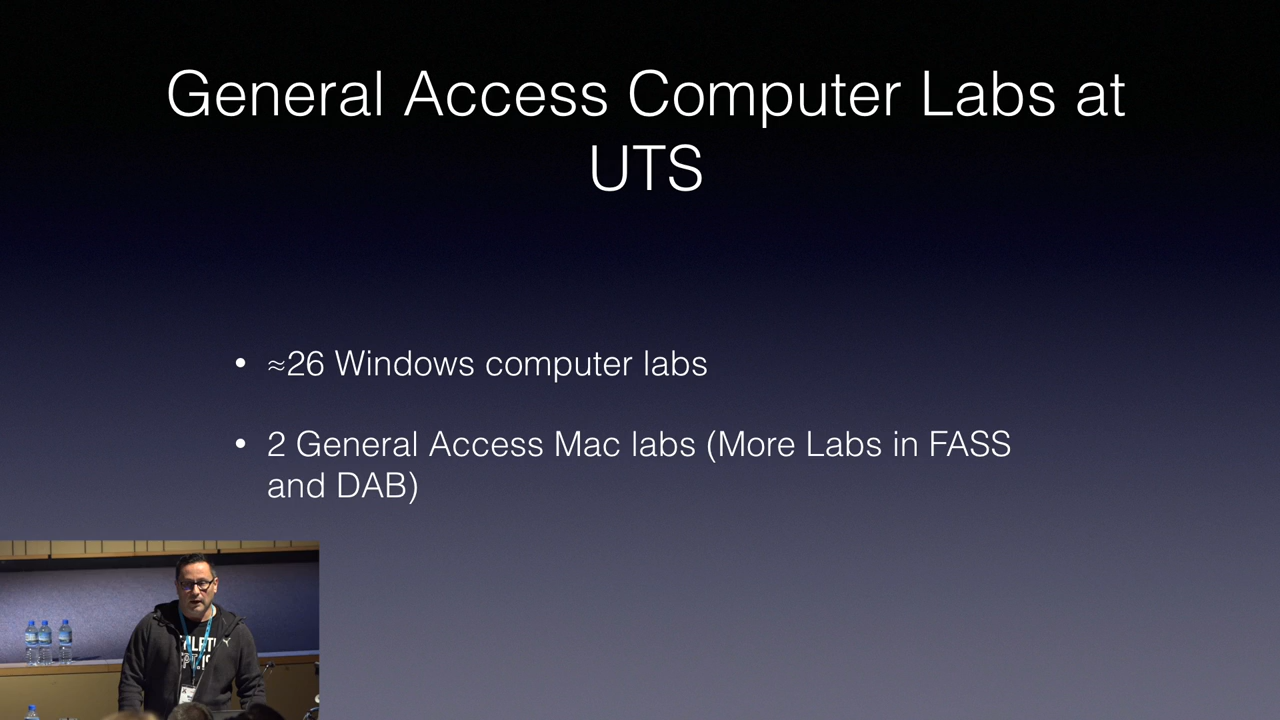 General Access Computer Labs at
UTS
• ≈26 Windows computer labs
• 2 General Access Mac labs (More Labs in FASS
and DAB)